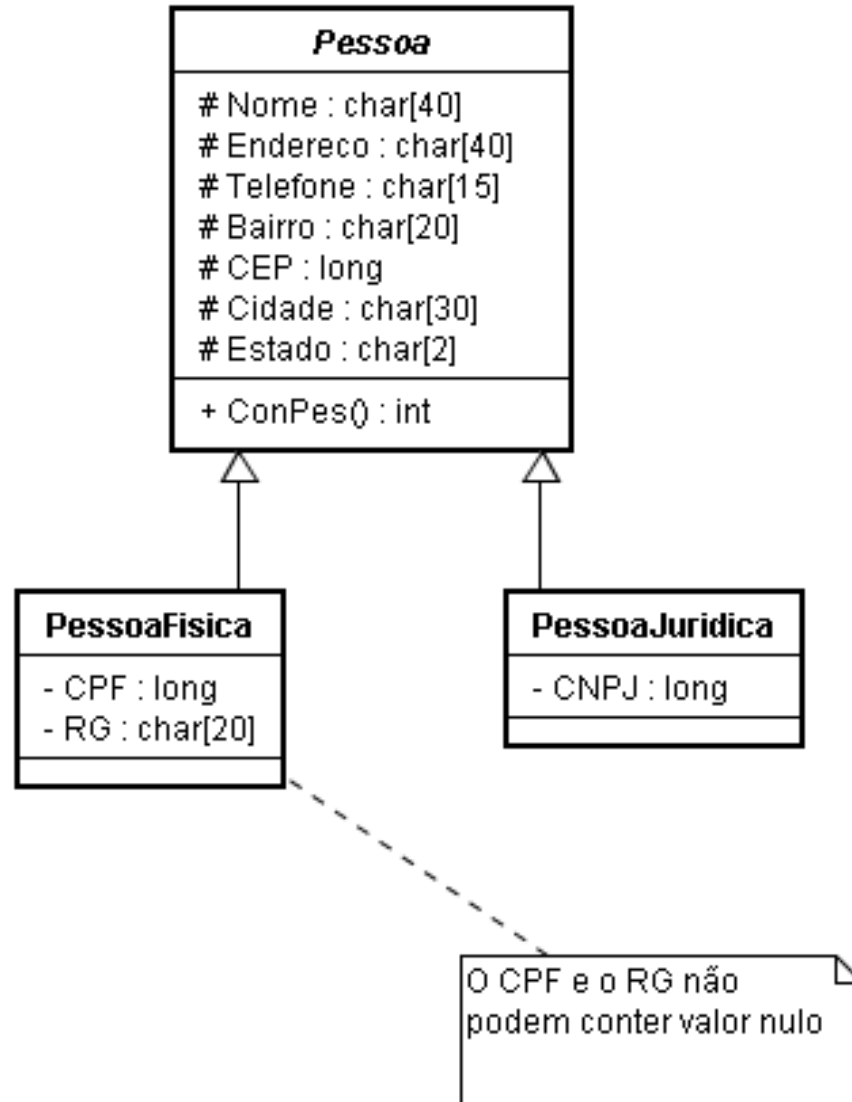 Pessoa
# Nome : char[40]
# Endereco : char[40]
# Telefone : char[15]
# Bairro : char[20]
# CEP : long
# Cidade : char[30]
# Estado : char[2]
+ ConPes() : int
PessoaFisica
- CPF : long
- RG : char[20]
PessoaJuridica
- CNPJ : long
O CPF e o RG não
podem conter valor nulo